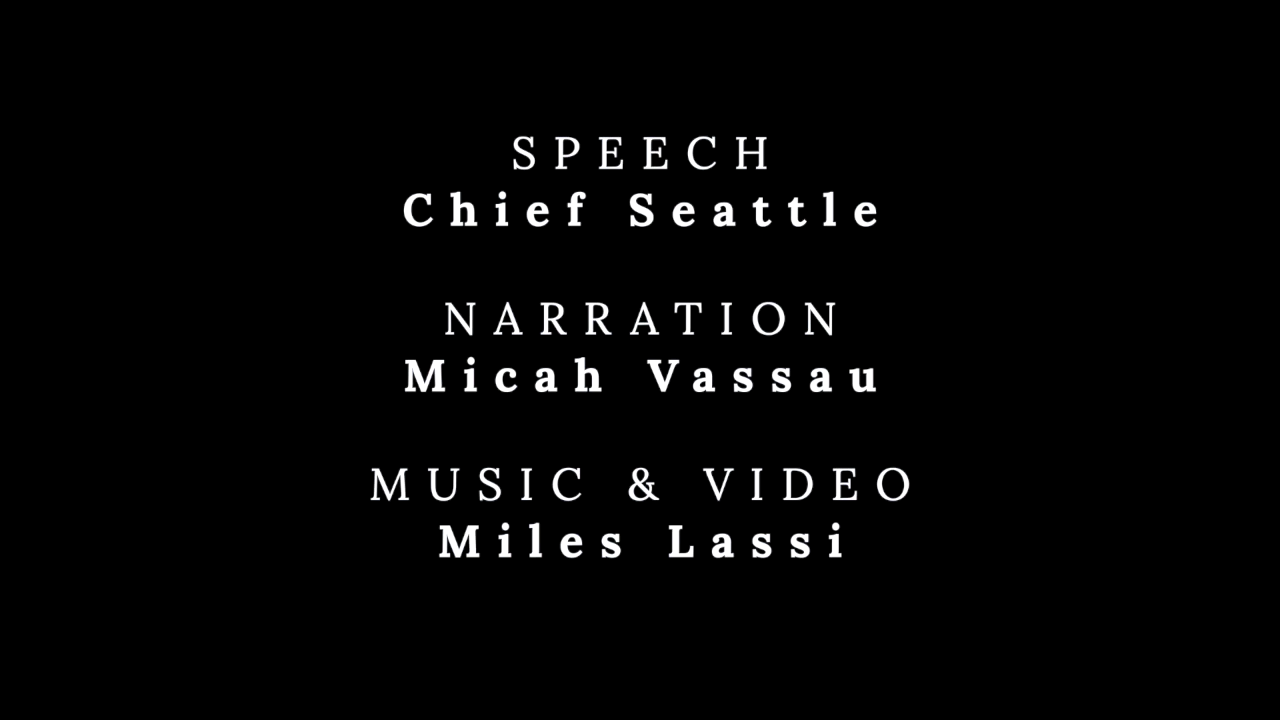 SPEECH
Chief Seattle
NARRATION
Micah Vassau
MUSIC & VIDEO
Miles Lassi